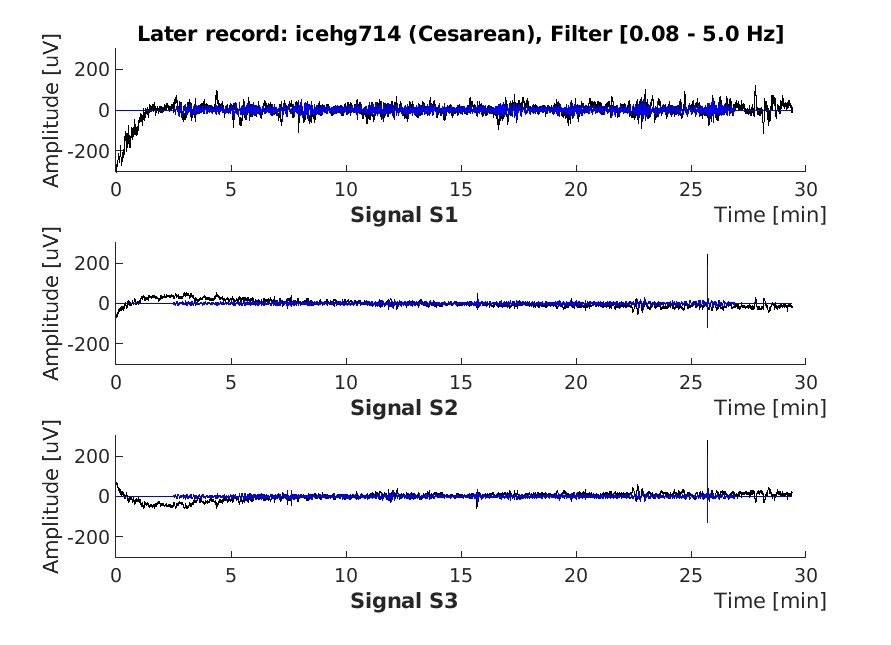 Later record: icehg714 (Cesarean), Filter [0.08 - 5.0 Hz]
Amplitude [uV]
200
0
-200
0 5 10 15 20 25 30
Signal S1
Time [min]
Amplitude [uV]
200
0
-200
0 5 10 15 20 25 30
Signal S2
Time [min]
Amplitude [uV]
200
0
-200
0 5 10 15 20 25 30
Signal S3
Time [min]